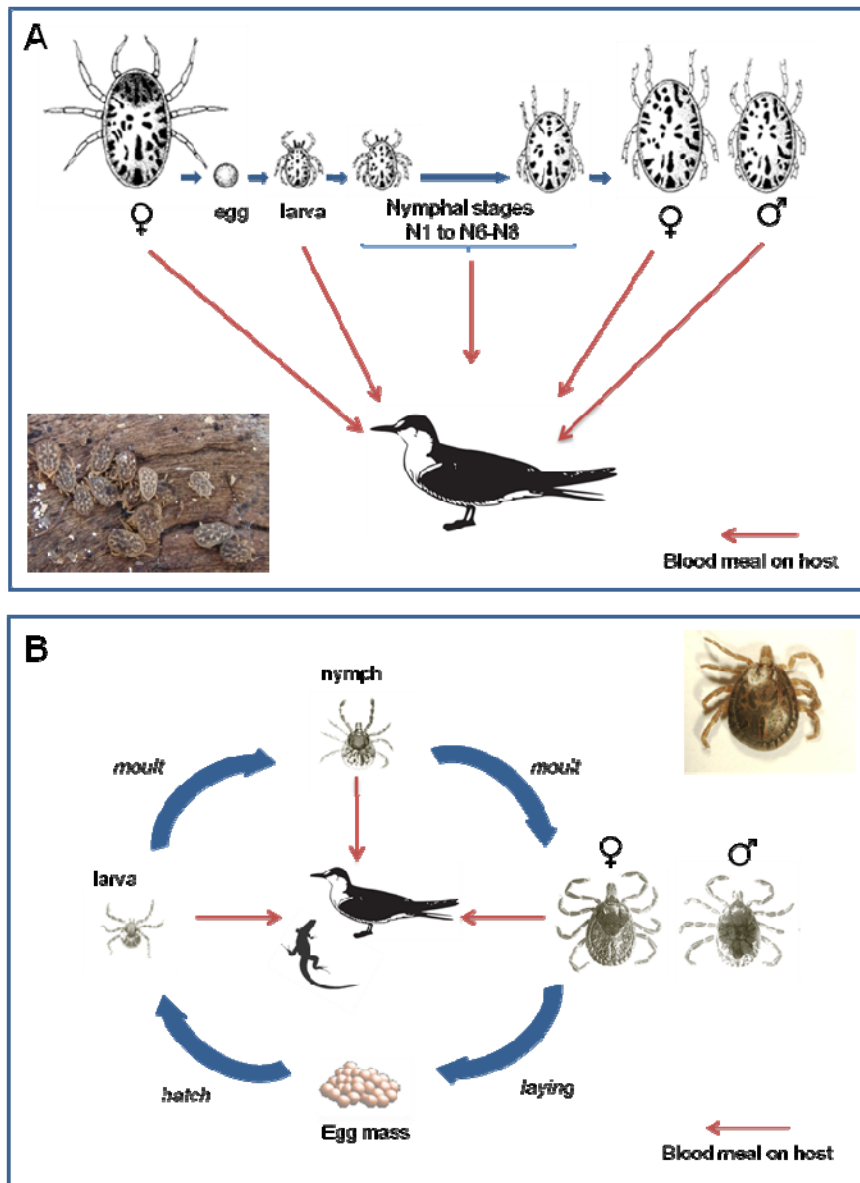 A
♀
egg
larva
Nymphal stages
N1 to N6-N8
♀
♂
Blood meal on host
B
nymph
moult
moult
larva
♀
♂
hatch
laying
Egg mass
Blood meal on host